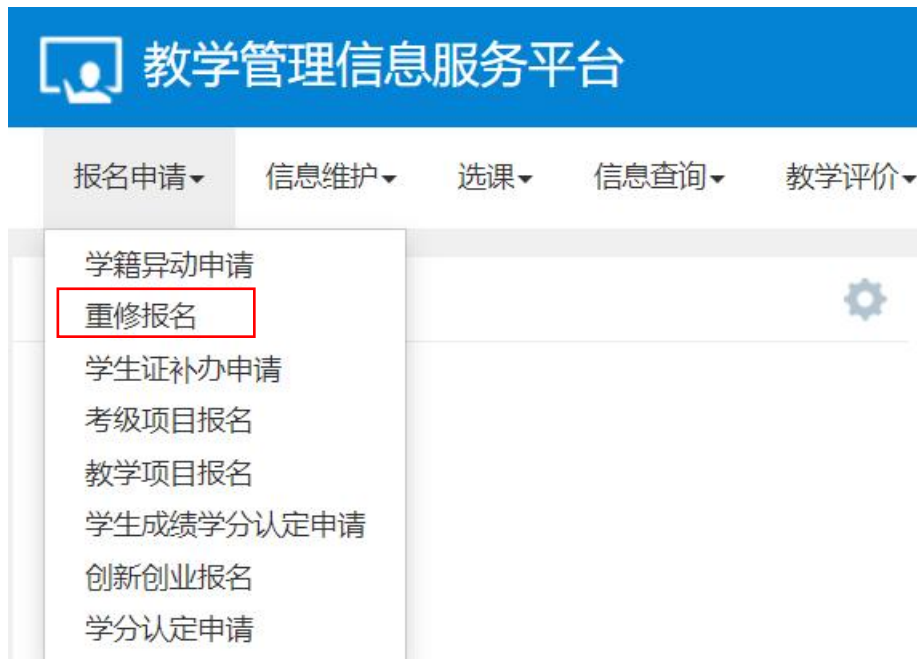 教学管理信息服务平台
报名申请 信息维护 选课 信息查询 教学评价
学籍异动申请
重修报名
学生证补办申请
考级项目报名
教学项目报名
学生成绩学分认定申请
创新创业报名
学分认定申请